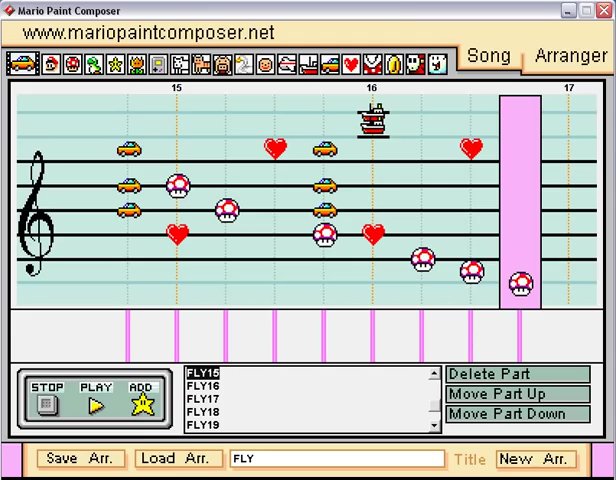 Mario Paint Composer
www.mariopaintcomposer.net
Song
Arranger
15
16
17
STOP
PLAY
ADD
FLY15
FLY16
FLY17
FLY18
FLY19
Delete Part
Move Part Up
Move Part Down
Save Arr.
Load Arr.
FLY
Title
New Arr.